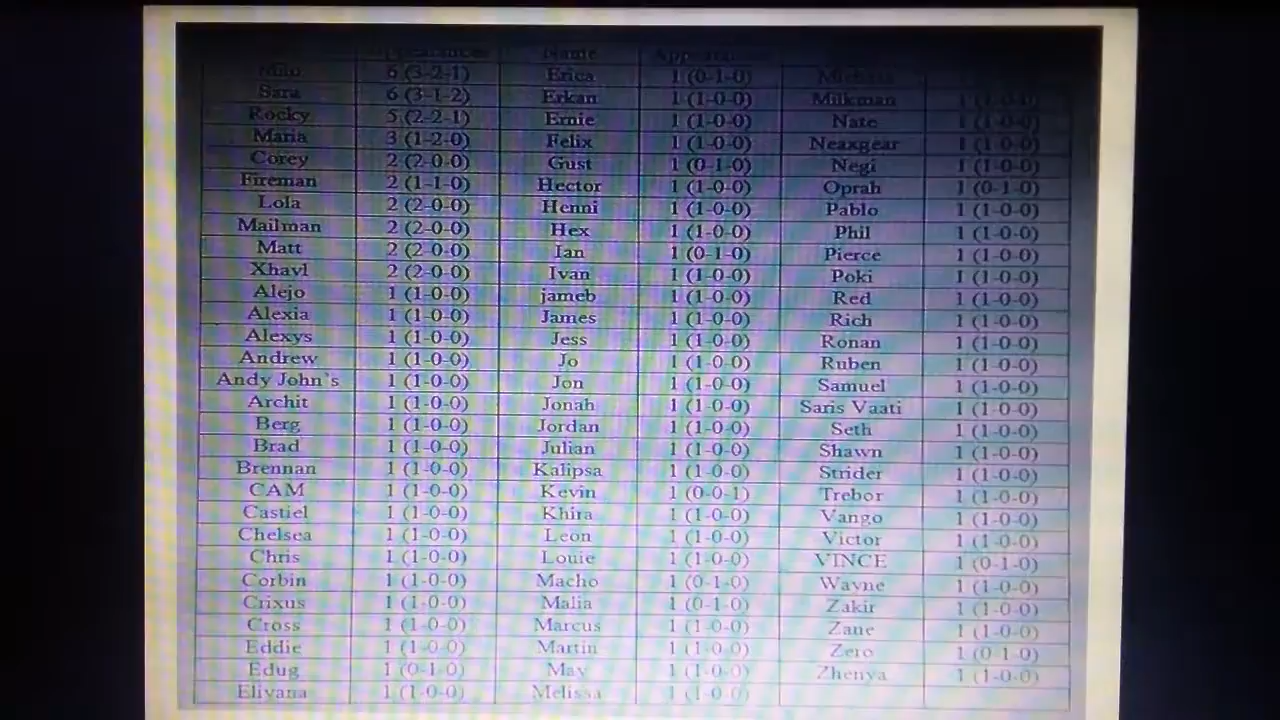 Name
Milo 6 (3-2-1) Erica 1 (0-1-0)
Sara 6 (3-1-2) Erkan 1 (1-0-0) Milkman 1 (1-0-0)
Rocky 5 (2-2-1) Ernie 1 (1-0-0) Nate 1 (1-0-0)
Maria 3 (1-2-0) Felix 1 (1-0-0) Neaxgear 1 (1-0-0)
Corey 2 (2-0-0) Gust 1 (0-1-0) Negi 1 (1-0-0)
Fireman 2 (1-1-0) Hector 1 (1-0-0) Oprah 1 (0-1-0)
Lola 2 (2-0-0) Henni 1 (1-0-0) Pablo 1 (1-0-0)
Mailman 2 (2-0-0) Hex 1 (1-0-0) Phil 1 (1-0-0)
Matt 2 (2-0-0) Ian 1 (0-1-0) Pierce 1 (1-0-0)
Xhavl 2 (2-0-0) Ivan 1 (1-0-0) Poki 1 (1-0-0)
Alejo 1 (1-0-0) jameb 1 (1-0-0) Red 1 (1-0-0)
Alexia 1 (1-0-0) James 1 (1-0-0) Rich 1 (1-0-0)
Alexys 1 (1-0-0) Jess 1 (1-0-0) Ronan 1 (1-0-0)
Andrew 1 (1-0-0) Jo 1 (1-0-0) Ruben 1 (1-0-0)
Andy John's 1 (1-0-0) Jon 1 (1-0-0) Samuel 1 (1-0-0)
Archit 1 (1-0-0) Jonah 1 (1-0-0) Saris Vaati 1 (1-0-0)
Berg 1 (1-0-0) Jordan 1 (1-0-0) Seth 1 (1-0-0)
Brad 1 (1-0-0) Julian 1 (1-0-0) Shawn 1 (1-0-0)
Brennan 1 (1-0-0) Kalipsa 1 (1-0-0) Strider 1 (1-0-0)
CAM 1 (1-0-0) Kevin 1 (0-0-1) Trebor 1 (1-0-0)
Castiel 1 (1-0-0) Khira 1 (1-0-0) Vango 1 (1-0-0)
Chelsea 1 (1-0-0) Leon 1 (1-0-0) Victor 1 (1-0-0)
Chris 1 (1-0-0) Louie 1 (1-0-0) VINCE 1 (0-1-0)
Corbin 1 (1-0-0) Macho 1 (0-1-0) Wayne 1 (1-0-0)
Crixus 1 (1-0-0) Malia 1 (0-1-0) Zakir 1 (1-0-0)
Cross 1 (1-0-0) Marcus 1 (1-0-0) Zane 1 (1-0-0)
Eddie 1 (1-0-0) Martin 1 (1-0-0) Zero 1 (0-1-0)
Edug 1 (0-1-0) May 1 (1-0-0) Zhenya 1 (1-0-0)
Eliyana 1 (1-0-0) Melissa 1 (1-0-0)